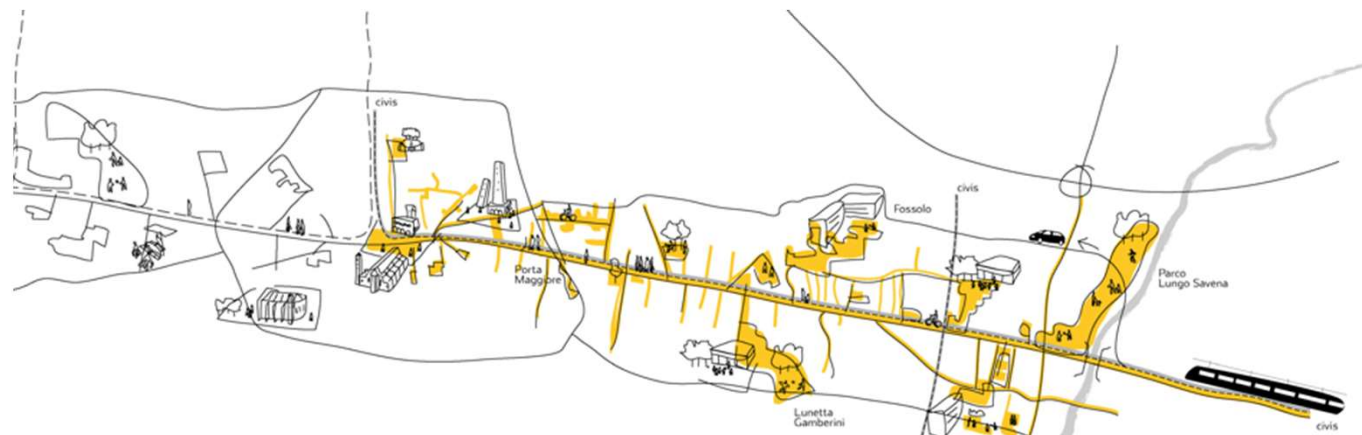 civis
civis
Fossolo
Porta
Maggiore
Parco
Lungo Savena
Lunetta
Gamberini
civis